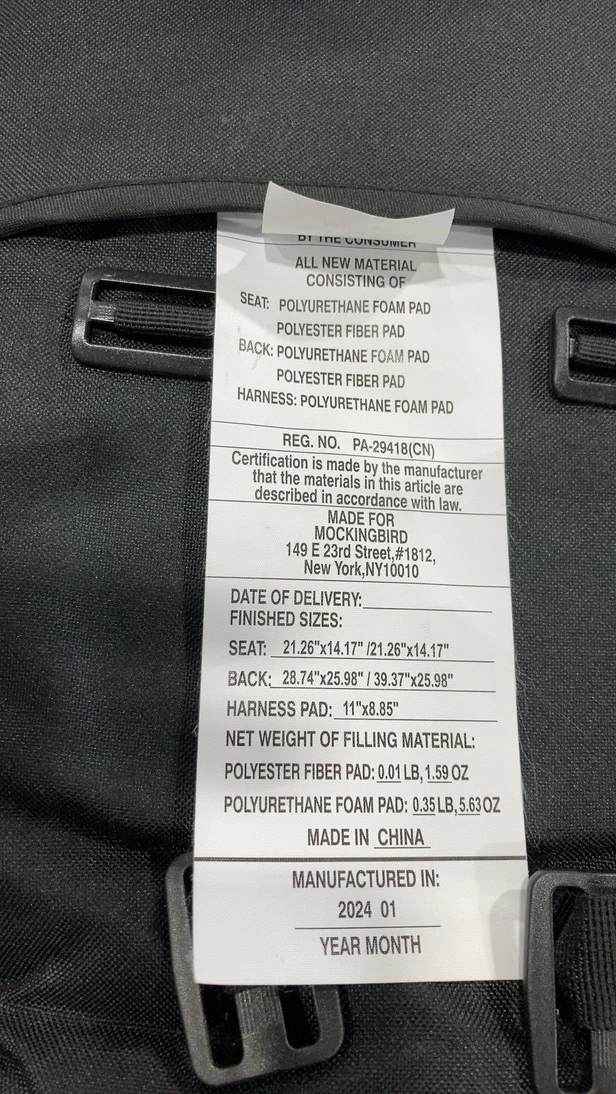 BY THE CONSUMER
ALL NEW MATERIAL
CONSISTING OF
SEAT: POLYURETHANE FOAM PAD
POLYESTER FIBER PAD
BACK: POLYURETHANE FOAM PAD
POLYESTER FIBER PAD
HARNESS: POLYURETHANE FOAM PAD
REG. NO. PA-29418(CN)
Certification is made by the manufacturer
that the materials in this article are
described in accordance with law.
MADE FOR
MOCKINGBIRD
149 E 23rd Street,#1812,
New York,NY10010
DATE OF DELIVERY:
FINISHED SIZES:
SEAT: 21.26"x14.17" /21.26"x14.17"
BACK: 28.74"x25.98" / 39.37"x25.98"
HARNESS PAD: 11"x8.85"
NET WEIGHT OF FILLING MATERIAL:
POLYESTER FIBER PAD: 0.01 LB, 1.59 OZ
POLYURETHANE FOAM PAD: 0.35 LB, 5.63 OZ
MADE IN CHINA
MANUFACTURED IN:
2024 01
YEAR MONTH